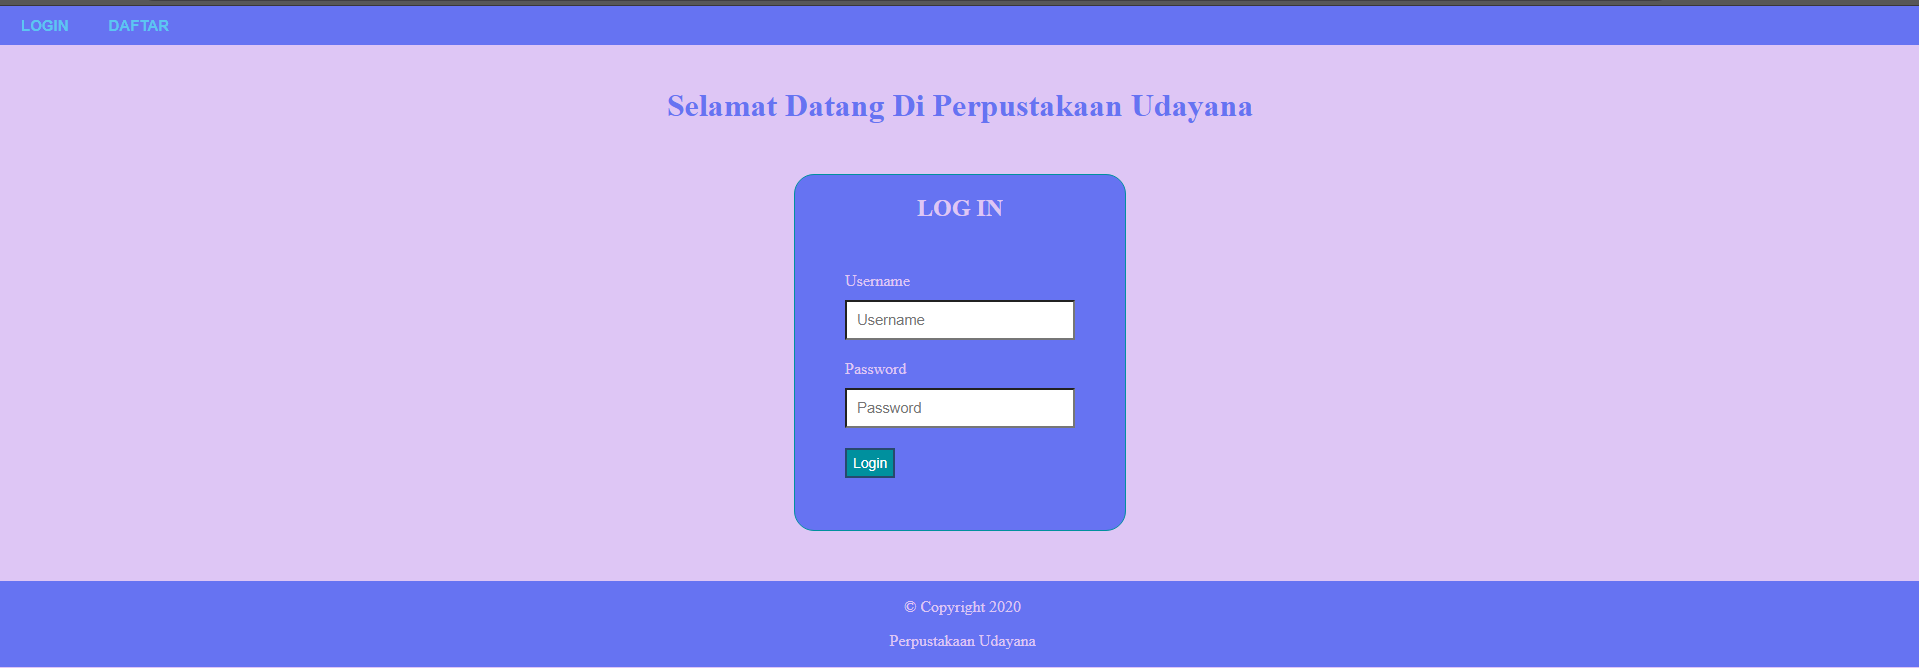 LOGIN DAFTAR
Selamat Datang Di Perpustakaan Udayana
LOG IN
Username
Username
Password
Password
Login
© Copyright 2020
Perpustakaan Udayana